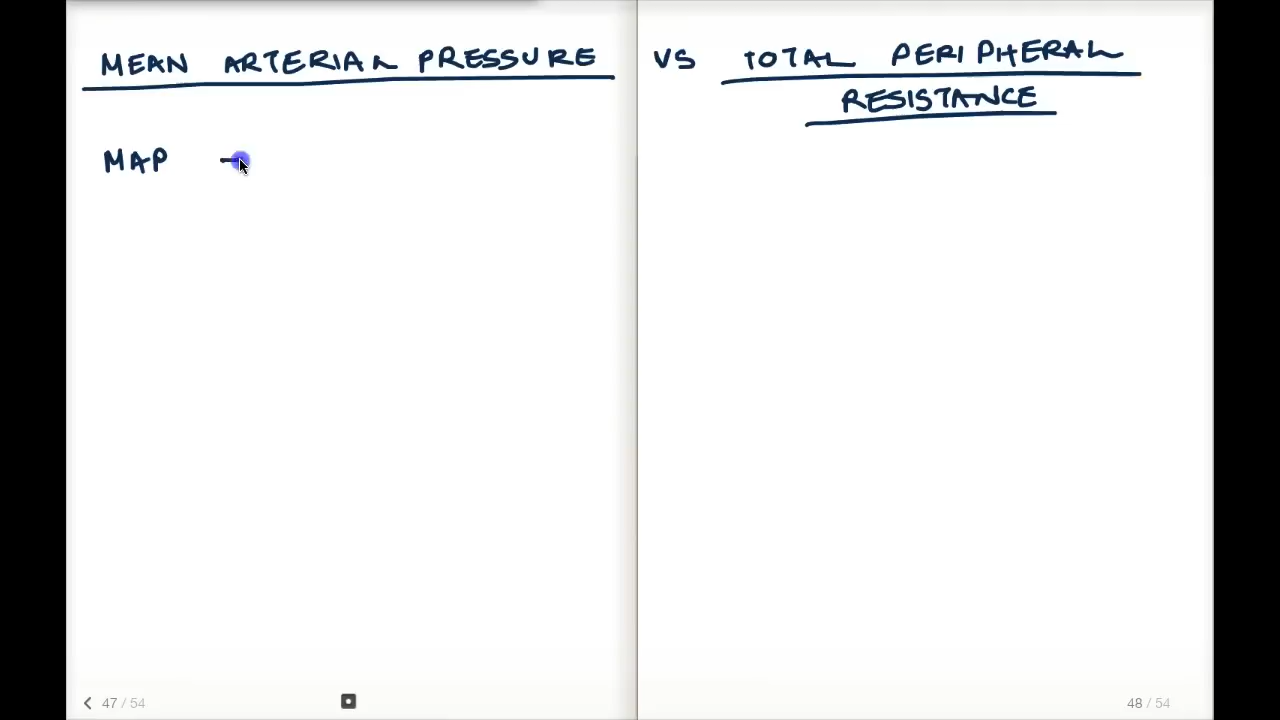 MEAN ARTERIAL PRESSURE VS TOTAL PERIPHERAL
RESISTANCE
MAP
47 / 54
48 / 54